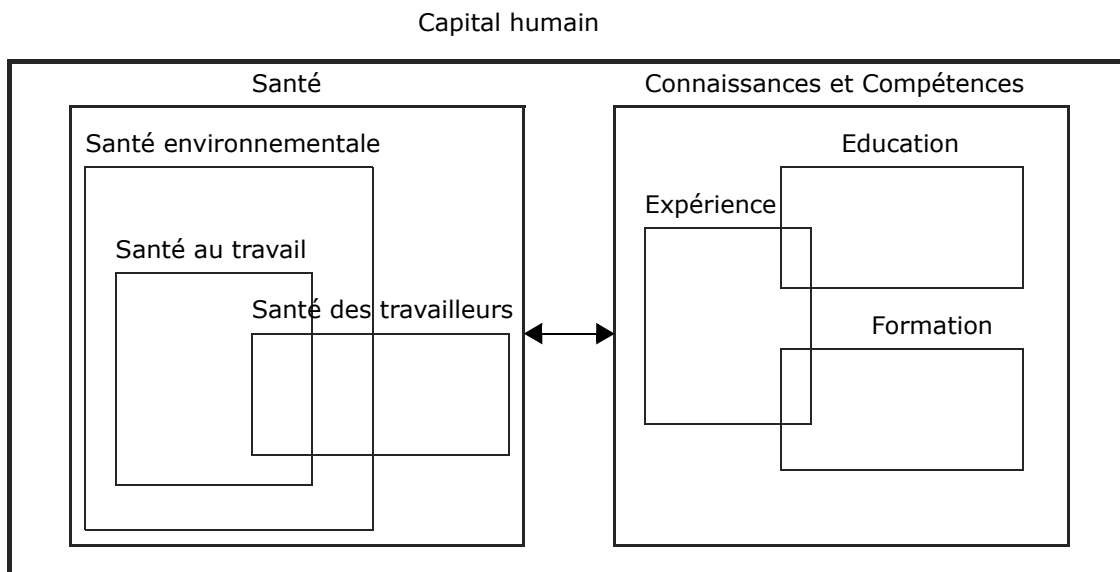 Capital humain
Santé
Connaissances et Compétences
Santé environnementale
Education
Expérience
Santé au travail
Santé des travailleurs
Formation